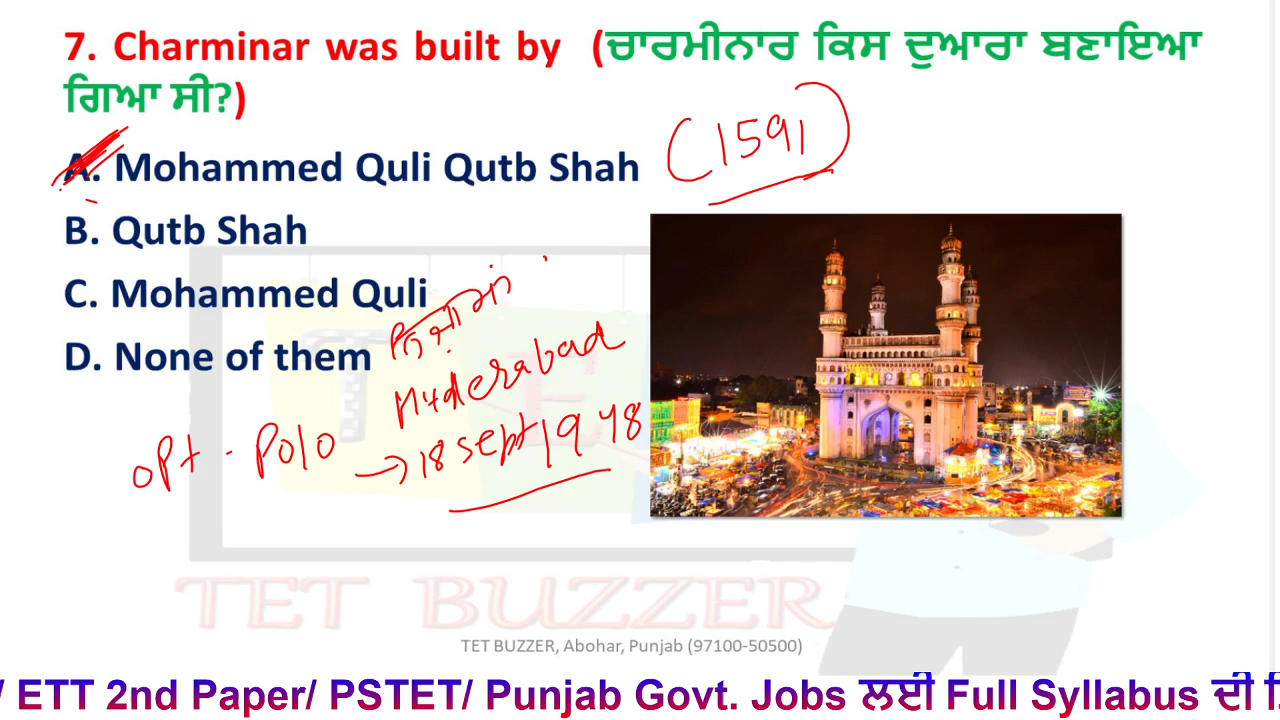 7. Charminar was built by (ਚਾਰਮੀਨਾਰ ਕਿਸ ਦੁਆਰਾ ਬਣਾਇਆ
ਗਿਆ ਸੀ?)
A. Mohammed Quli Qutb Shah (1591)
B. Qutb Shah
C. Mohammed Quli
D. None of them
Hyderabad
opt - Polo → 18 sept 1948
TET BUZZER
TET BUZZER, Abohar, Punjab (97100-50500)
/ ETT 2nd Paper/ PSTET/ Punjab Govt. Jobs ਲਈ Full Syllabus ਦੀ